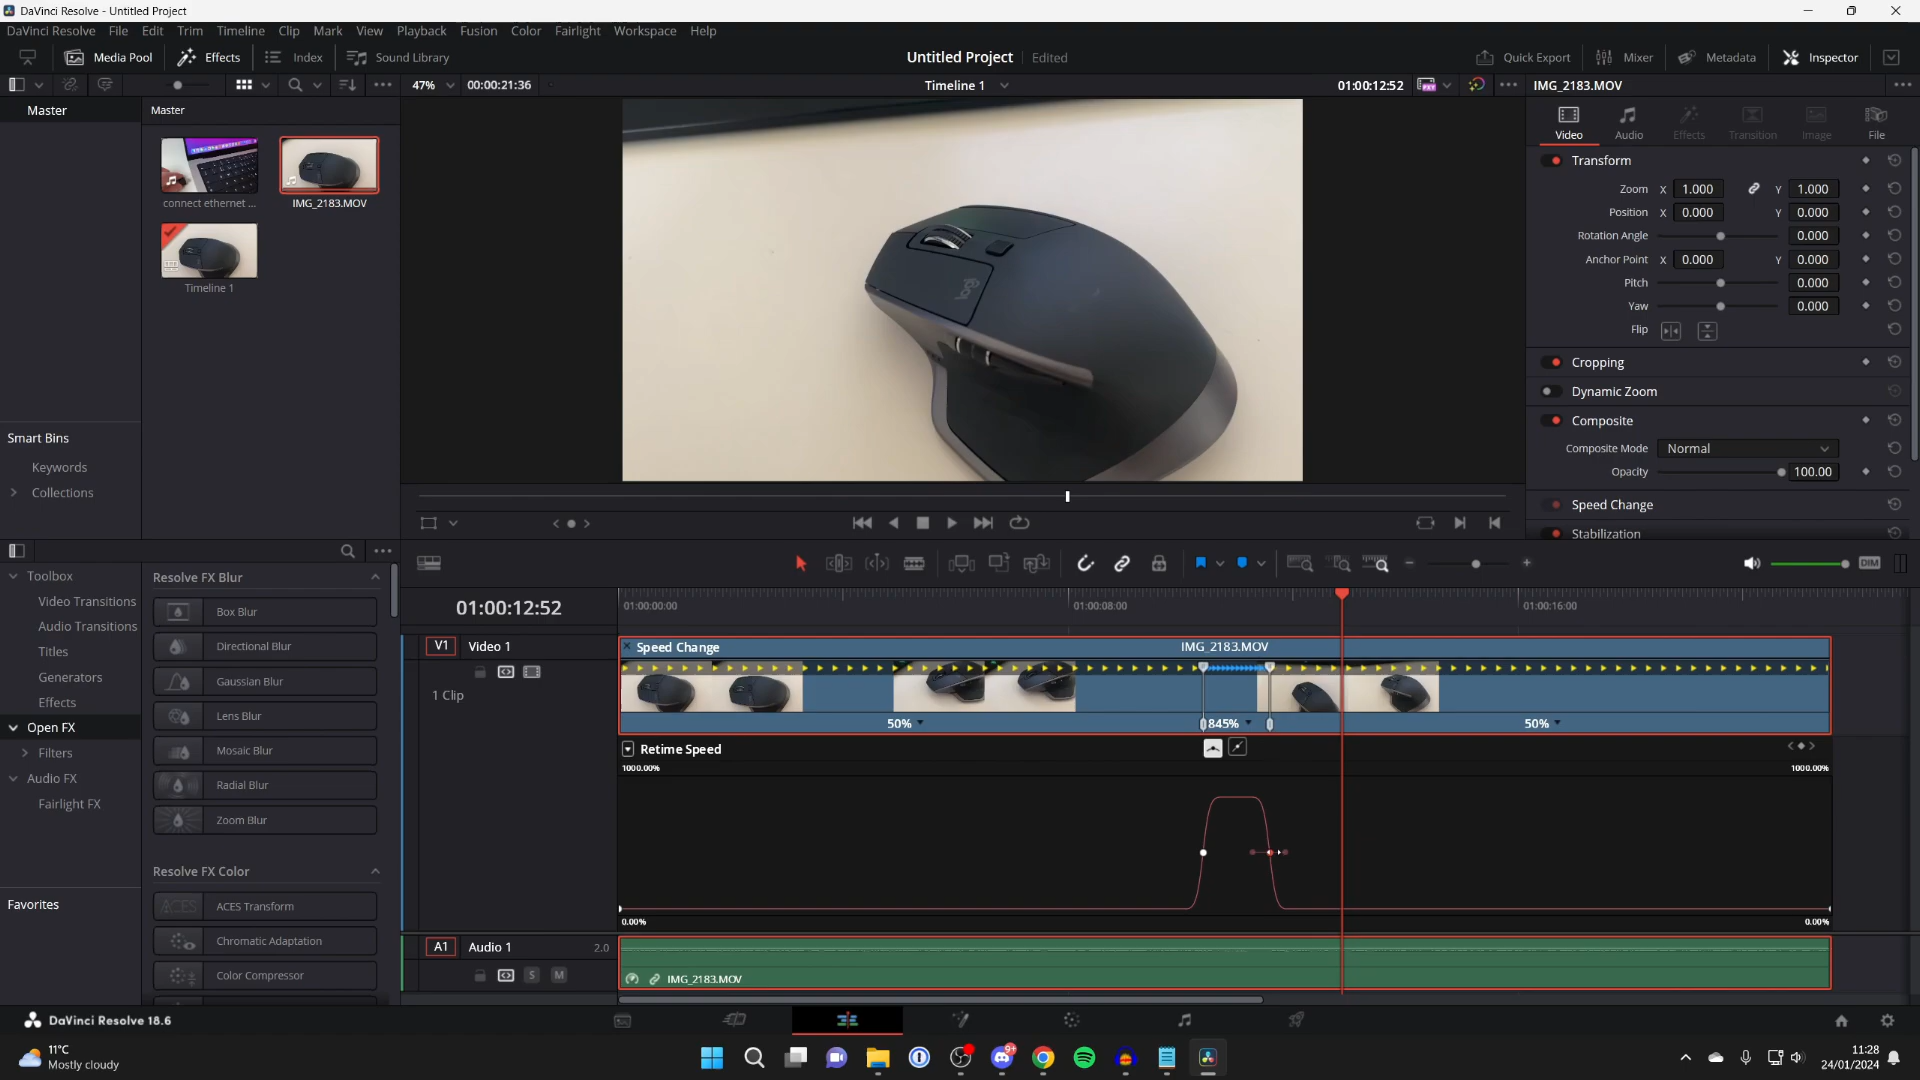 DaVinci Resolve - Untitled Project
DaVinci Resolve File Edit Trim Timeline Clip Mark View Playback Fusion Color Fairlight Workspace Help
Media Pool Effects Index Sound Library Untitled Project Edited Quick Export Mixer Metadata Inspector
47% 00:00:21:36 Timeline 1 01:00:12:52 IMG_2183.MOV
Master Master
Video Audio Effects Transition Image File
connect ethernet ... IMG_2183.MOV
Timeline 1
logi
Transform
Zoom X 1.000 Y 1.000
Position X 0.000 Y 0.000
Rotation Angle 0.000
Anchor Point X 0.000 Y 0.000
Pitch 0.000
Yaw 0.000
Flip
Cropping
Dynamic Zoom
Composite
Composite Mode Normal
Opacity 100.00
Speed Change
Stabilization
Smart Bins
Keywords
Collections
Toolbox
Video Transitions
Audio Transitions
Titles
Generators
Effects
Open FX
Filters
Audio FX
Fairlight FX
Favorites
Resolve FX Blur
Box Blur
Directional Blur
Gaussian Blur
Lens Blur
Mosaic Blur
Radial Blur
Zoom Blur
Resolve FX Color
ACES Transform
Chromatic Adaptation
Color Compressor
DIM
01:00:12:52 01:00:00:00 01:00:08:00 01:00:16:00
V1 Video 1 Speed Change IMG_2183.MOV
1 Clip
50% 845% 50%
Retime Speed
1000.00% 1000.00%
0.00% 0.00%
A1 Audio 1 2.0
S M IMG_2183.MOV
DaVinci Resolve 18.6
11°C
Mostly cloudy
9+
11:28
24/01/2024